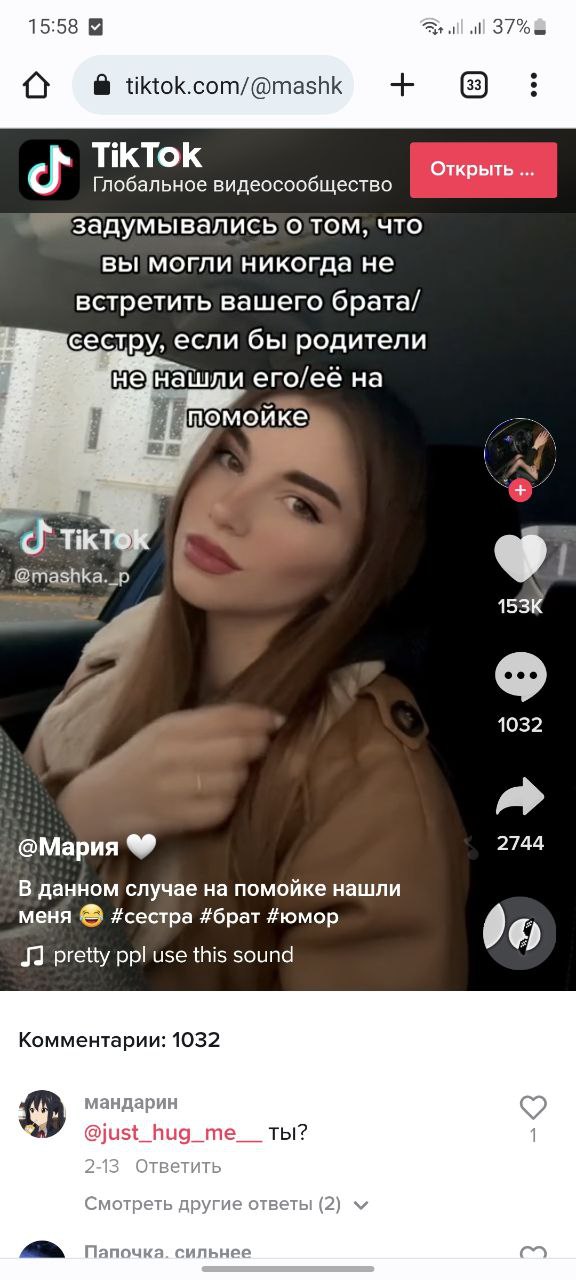 15:58
37%
tiktok.com/@mashk
33
TikTok
Глобальное видеосообщество
Открыть ...
задумывались о том, что
вы могли никогда не
встретить вашего брата/
сестру, если бы родители
не нашли его/её на
помойке
TikTok
@mashka._p
153K
1032
2744
@Мария 🤍
В данном случае на помойке нашли
меня 😂 #сестра #брат #юмор
pretty ppl use this sound
Комментарии: 1032
мандарин
@just_hug_me__ ты?
1
2-13 Ответить
Смотреть другие ответы (2)
Папочка, сильнее